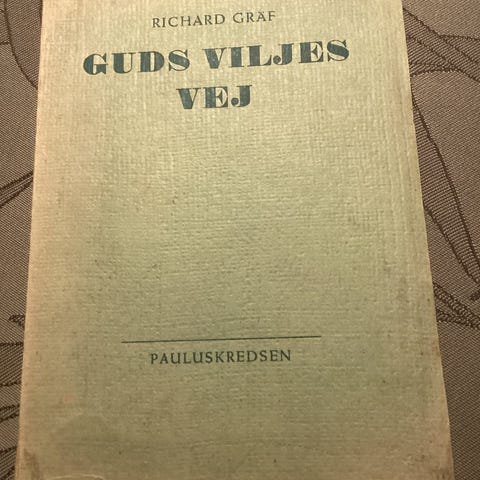 RICHARD GRÄF
GUDS VILJES
VEJ
PAULUSKREDSEN